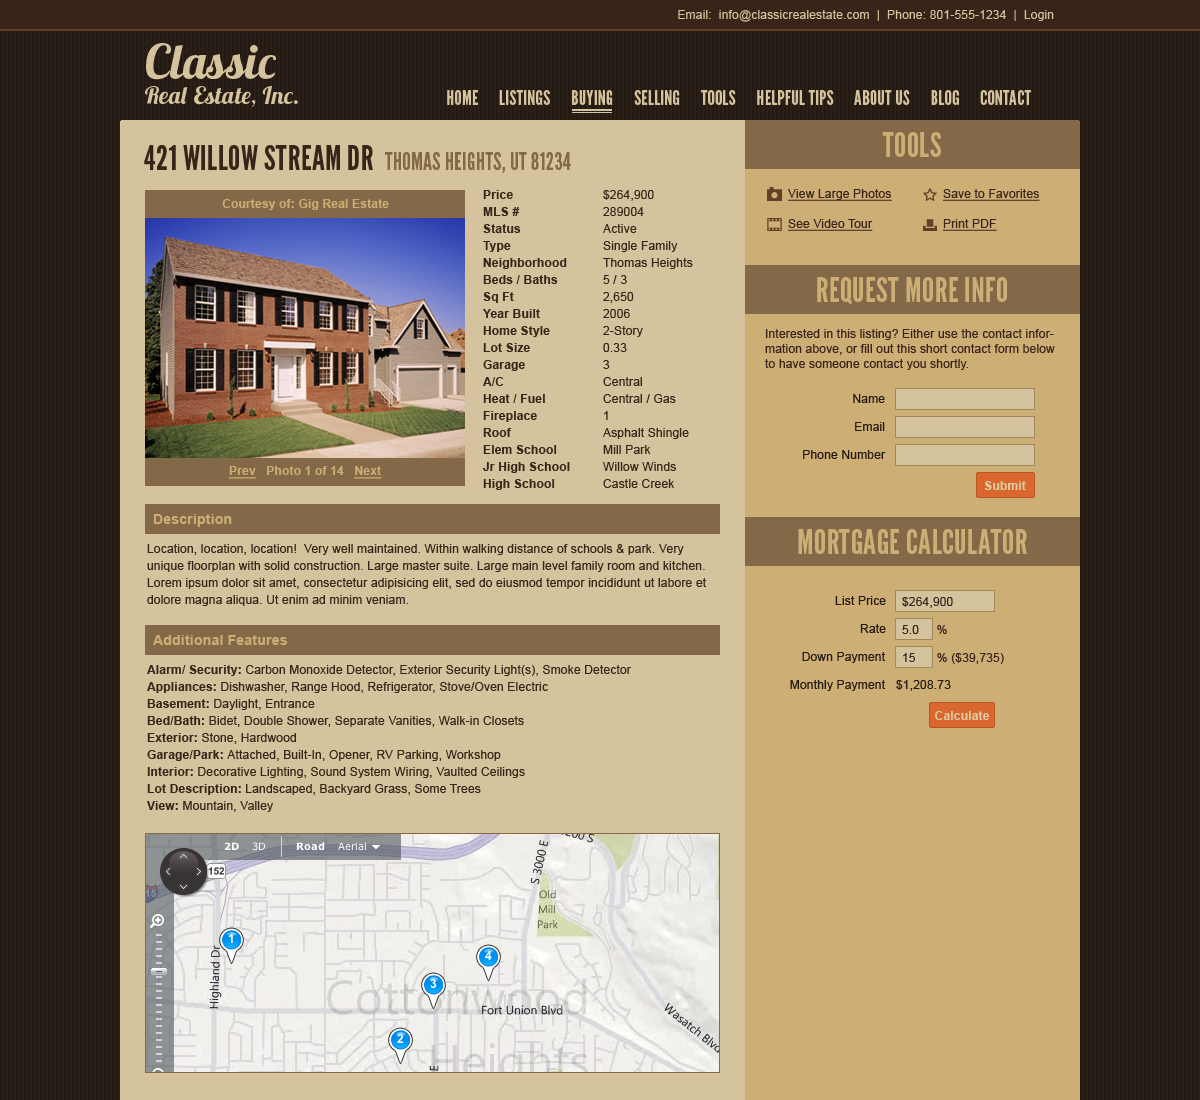 Email: info@classicrealestate.com | Phone: 801-555-1234 | Login
Classic
Real Estate, Inc.
HOME LISTINGS BUYING SELLING TOOLS HELPFUL TIPS ABOUT US BLOG CONTACT
421 WILLOW STREAM DR THOMAS HEIGHTS, UT 81234
Courtesy of: Gig Real Estate
Prev Photo 1 of 14 Next
Price $264,900
MLS # 289004
Status Active
Type Single Family
Neighborhood Thomas Heights
Beds / Baths 5 / 3
Sq Ft 2,650
Year Built 2006
Home Style 2-Story
Lot Size 0.33
Garage 3
A/C Central
Heat / Fuel Central / Gas
Fireplace 1
Roof Asphalt Shingle
Elem School Mill Park
Jr High School Willow Winds
High School Castle Creek
Description
Location, location, location! Very well maintained. Within walking distance of schools & park. Very
unique floorplan with solid construction. Large master suite. Large main level family room and kitchen.
Lorem ipsum dolor sit amet, consectetur adipisicing elit, sed do eiusmod tempor incididunt ut labore et
dolore magna aliqua. Ut enim ad minim veniam.
Additional Features
Alarm/ Security: Carbon Monoxide Detector, Exterior Security Light(s), Smoke Detector
Appliances: Dishwasher, Range Hood, Refrigerator, Stove/Oven Electric
Basement: Daylight, Entrance
Bed/Bath: Bidet, Double Shower, Separate Vanities, Walk-in Closets
Exterior: Stone, Hardwood
Garage/Park: Attached, Built-In, Opener, RV Parking, Workshop
Interior: Decorative Lighting, Sound System Wiring, Vaulted Ceilings
Lot Description: Landscaped, Backyard Grass, Some Trees
View: Mountain, Valley
2D 3D Road Aerial
152
15
S 3000 E
Old
Mill
Park
1
4
3
2
Highland Dr
Cottonwood
Heights
Fort Union Blvd
Wasatch Blvd
E
TOOLS
View Large Photos Save to Favorites
See Video Tour Print PDF
REQUEST MORE INFO
Interested in this listing? Either use the contact infor-
mation above, or fill out this short contact form below
to have someone contact you shortly.
Name
Email
Phone Number
Submit
MORTGAGE CALCULATOR
List Price $264,900
Rate 5.0 %
Down Payment 15 % ($39,735)
Monthly Payment $1,208.73
Calculate